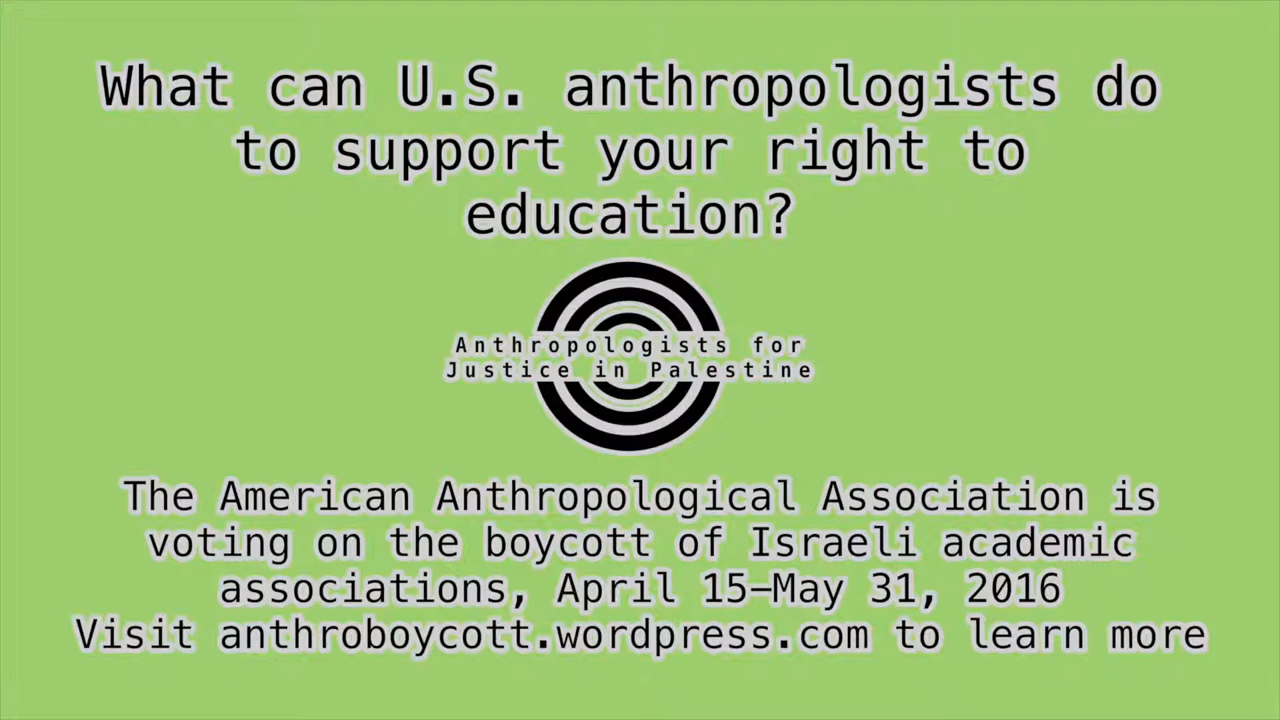 What can U.S. anthropologists do
to support your right to
education?
Anthropologists for
Justice in Palestine
The American Anthropological Association is
voting on the boycott of Israeli academic
associations, April 15–May 31, 2016
Visit anthroboycott.wordpress.com to learn more